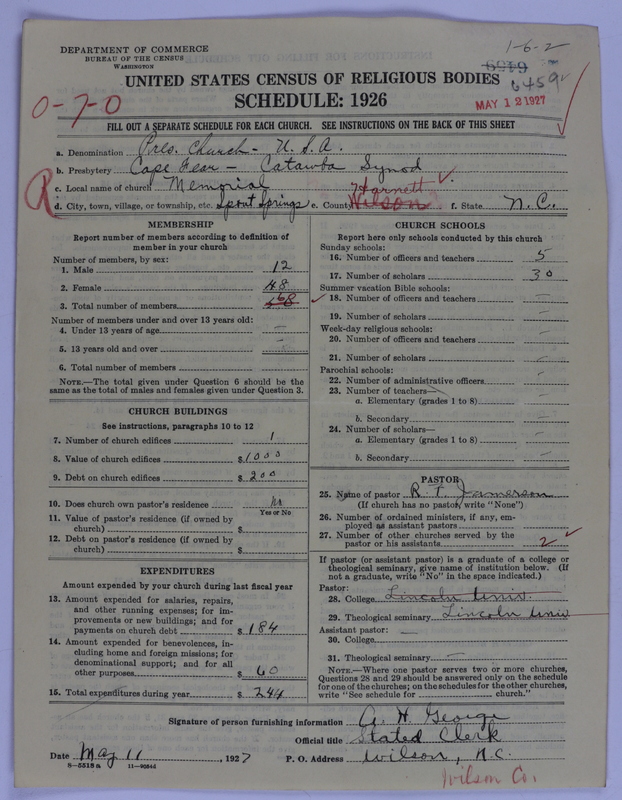 DEPARTMENT OF COMMERCE
BUREAU OF THE CENSUS
WASHINGTON
1-6-2
6459
UNITED STATES CENSUS OF RELIGIOUS BODIES
SCHEDULE: 1926
MAY 12 1927
0-7-0
FILL OUT A SEPARATE SCHEDULE FOR EACH CHURCH. SEE INSTRUCTIONS ON THE BACK OF THIS SHEET
a. Denomination Pres. Church - U.S.A.
b. Presbytery Cape Fear - Catawba Synod
c. Local name of church Memorial
R
d. City, town, village, or township, etc. Spout Springs e. County Wilson Harnett f. State N.C.
MEMBERSHIP
Report number of members according to definition of
member in your church
Number of members, by sex:
1. Male 12
2. Female 48
3. Total number of members
Number of members under and over 13 years old:
4. Under 13 years of age —
5. 13 years old and over —
6. Total number of members
NOTE.—The total given under Question 6 should be the
same as the total of males and females given under Question 3.
CHURCH BUILDINGS
See instructions, paragraphs 10 to 12
7. Number of church edifices 1
8. Value of church edifices $1000
9. Debt on church edifices $200
10. Does church own pastor's residence No
Yes or No
11. Value of pastor's residence (if owned by
church) $
12. Debt on pastor's residence (if owned by
church) $
EXPENDITURES
Amount expended by your church during last fiscal year
13. Amount expended for salaries, repairs,
and other running expenses; for im-
provements or new buildings; and for
payments on church debt $184
14. Amount expended for benevolences, in-
cluding home and foreign missions; for
denominational support; and for all
other purposes $60
15. Total expenditures during year $244
CHURCH SCHOOLS
Report here only schools conducted by this church
Sunday schools:
16. Number of officers and teachers 5
17. Number of scholars 30
Summer vacation Bible schools:
18. Number of officers and teachers —
19. Number of scholars —
Week-day religious schools:
20. Number of officers and teachers —
21. Number of scholars —
Parochial schools:
22. Number of administrative officers —
23. Number of teachers—
a. Elementary (grades 1 to 8) —
b. Secondary —
24. Number of scholars—
a. Elementary (grades 1 to 8) —
b. Secondary —
PASTOR
25. Name of pastor R. T. Jamerson
(If church has no pastor, write "None")
26. Number of ordained ministers, if any, em-
ployed as assistant pastors
27. Number of other churches served by the
pastor or his assistants 2
If pastor (or assistant pastor) is a graduate of a college or
theological seminary, give name of institution below. (If
not a graduate, write "No" in the space indicated.)
Pastor:
28. College Lincoln Univ.
29. Theological seminary Lincoln Univ
Assistant pastor: —
30. College
31. Theological seminary —
NOTE.—Where one pastor serves two or more churches,
Questions 28 and 29 should be answered only on the schedule
for one of the churches; on the schedules for the other churches,
write "See schedule for church."
Signature of person furnishing information A. H. George
Official title Stated Clerk
Date May 11, 1927 P. O. Address Wilson, N.C.
8-5518a 11-9054d
Wilson Co.